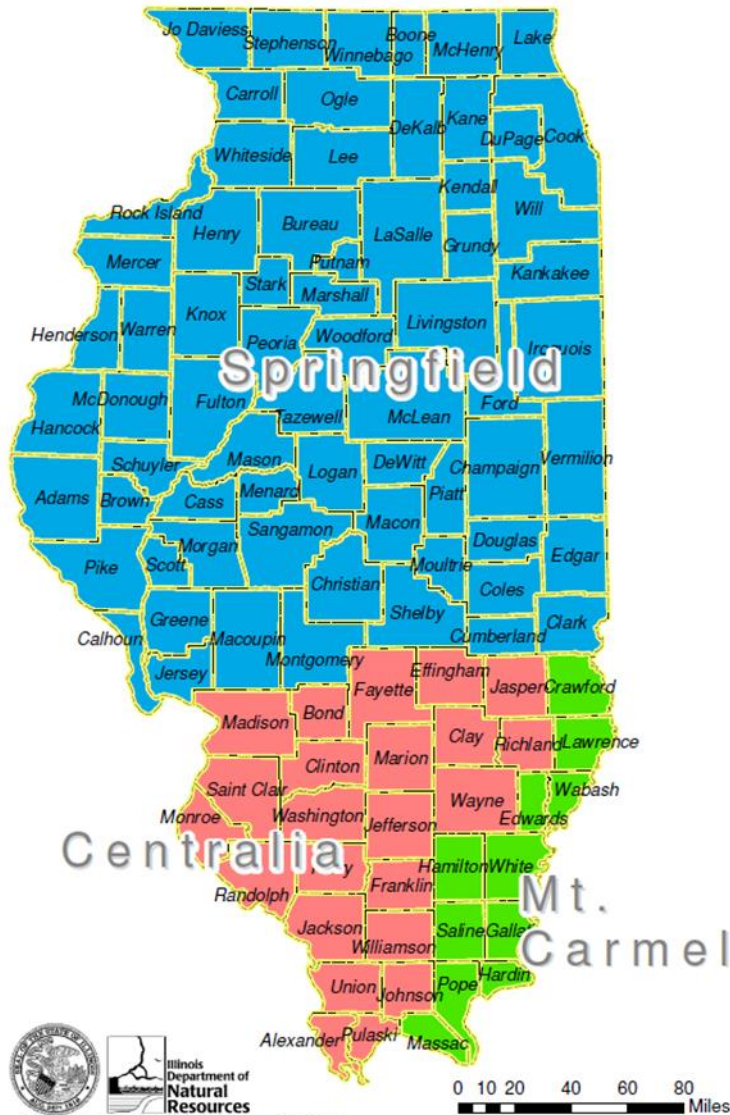 Jo Daviess
Stephenson
Winnebago
Boone
McHenry
Lake
Carroll
Ogle
DeKalb
Kane
DuPage
Cook
Whiteside
Lee
Kendall
Will
Rock Island
Henry
Bureau
LaSalle
Grundy
Mercer
Putnam
Kankakee
Stark
Marshall
Henderson
Warren
Knox
Peoria
Woodford
Livingston
Iroquois
Springfield
McDonough
Fulton
Tazewell
McLean
Ford
Hancock
Schuyler
Mason
Logan
DeWitt
Champaign
Vermilion
Adams
Brown
Cass
Menard
Piatt
Macon
Sangamon
Morgan
Scott
Pike
Christian
Moultrie
Douglas
Edgar
Coles
Shelby
Greene
Calhoun
Macoupin
Cumberland
Clark
Jersey
Montgomery
Effingham
Fayette
Jasper
Crawford
Madison
Bond
Clay
Richland
Lawrence
Clinton
Marion
Saint Clair
Wayne
Wabash
Edwards
Monroe
Washington
Jefferson
Centralia
Hamilton
White
Randolph
Franklin
Mt.
Carmel
Jackson
Williamson
Saline
Hardin
Union
Johnson
Pope
Alexander
Pulaski
Massac
Illinois
Department of
Natural
Resources
0 10 20 40 60 80
Miles